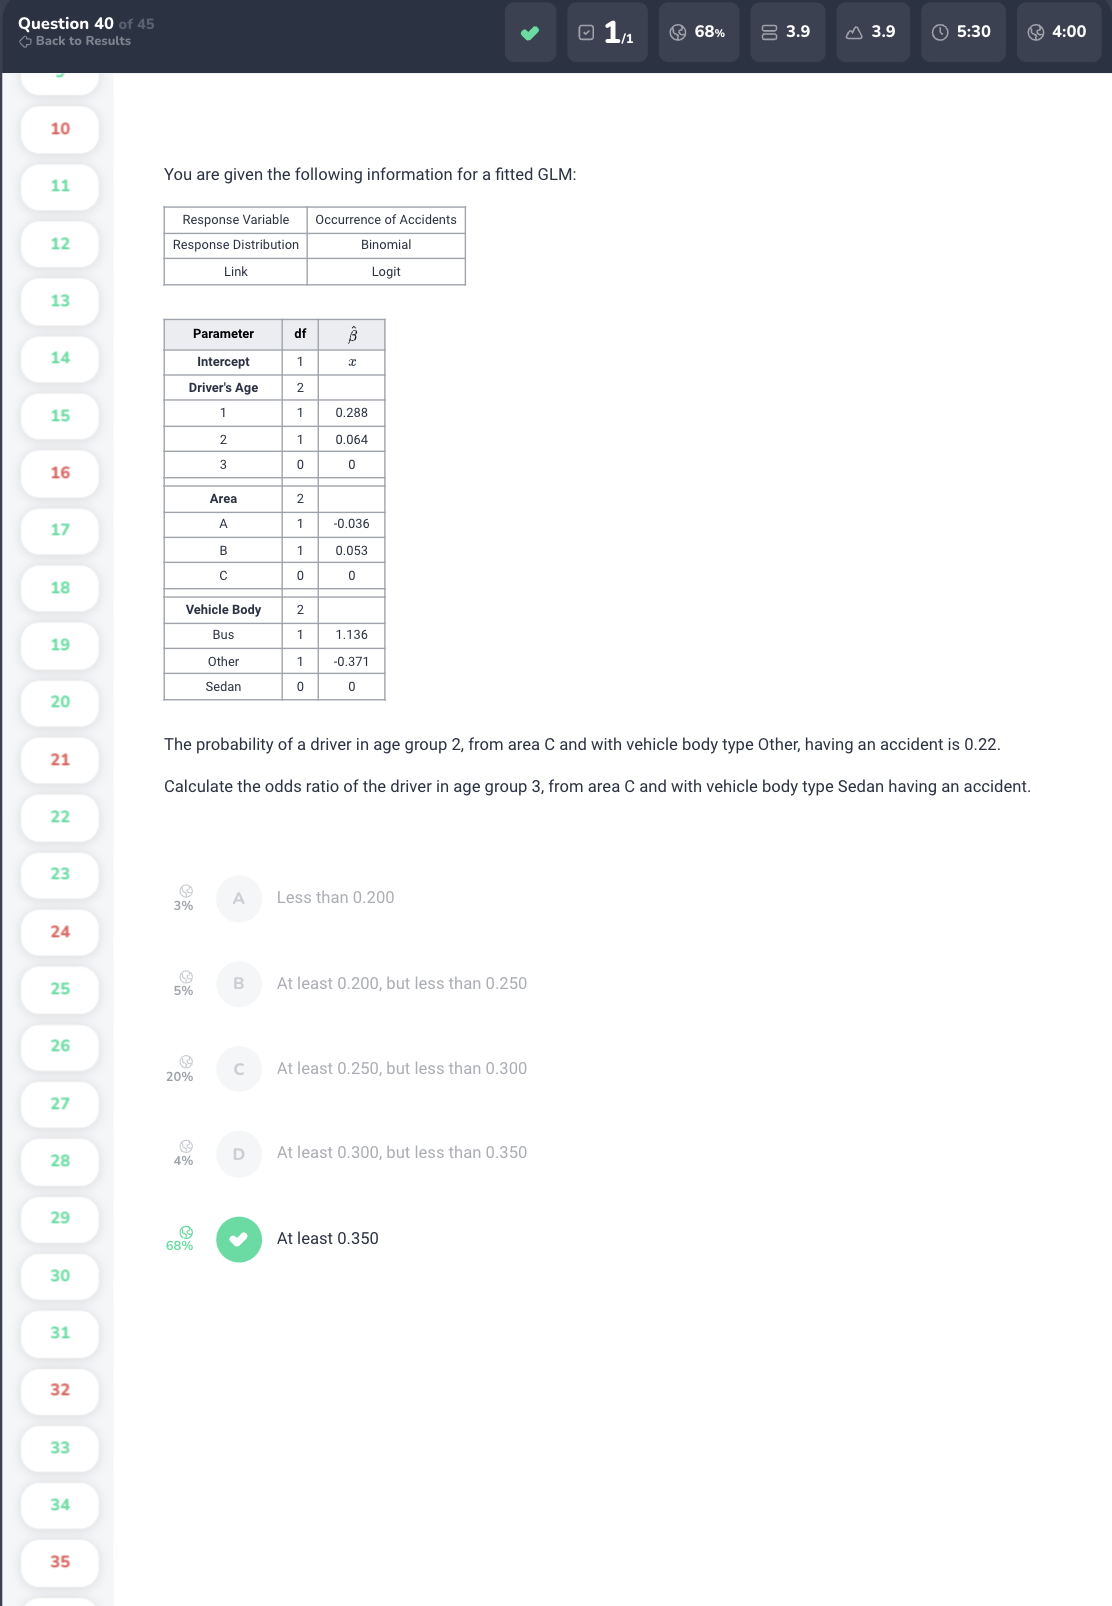 Question 40 of 45
Back to Results
1/1
68%
3.9
3.9
5:30
4:00
10
11
12
13
14
15
16
17
18
19
20
21
22
23
24
25
26
27
28
29
30
31
32
33
34
35
You are given the following information for a fitted GLM:
Response Variable Occurrence of Accidents
Response Distribution Binomial
Link Logit
Parameter df β̂
Intercept 1 x
Driver's Age 2
1 1 0.288
2 1 0.064
3 0 0
Area 2
A 1 -0.036
B 1 0.053
C 0 0
Vehicle Body 2
Bus 1 1.136
Other 1 -0.371
Sedan 0 0
The probability of a driver in age group 2, from area C and with vehicle body type Other, having an accident is 0.22.
Calculate the odds ratio of the driver in age group 3, from area C and with vehicle body type Sedan having an accident.
3% A Less than 0.200
5% B At least 0.200, but less than 0.250
20% C At least 0.250, but less than 0.300
4% D At least 0.300, but less than 0.350
68% At least 0.350